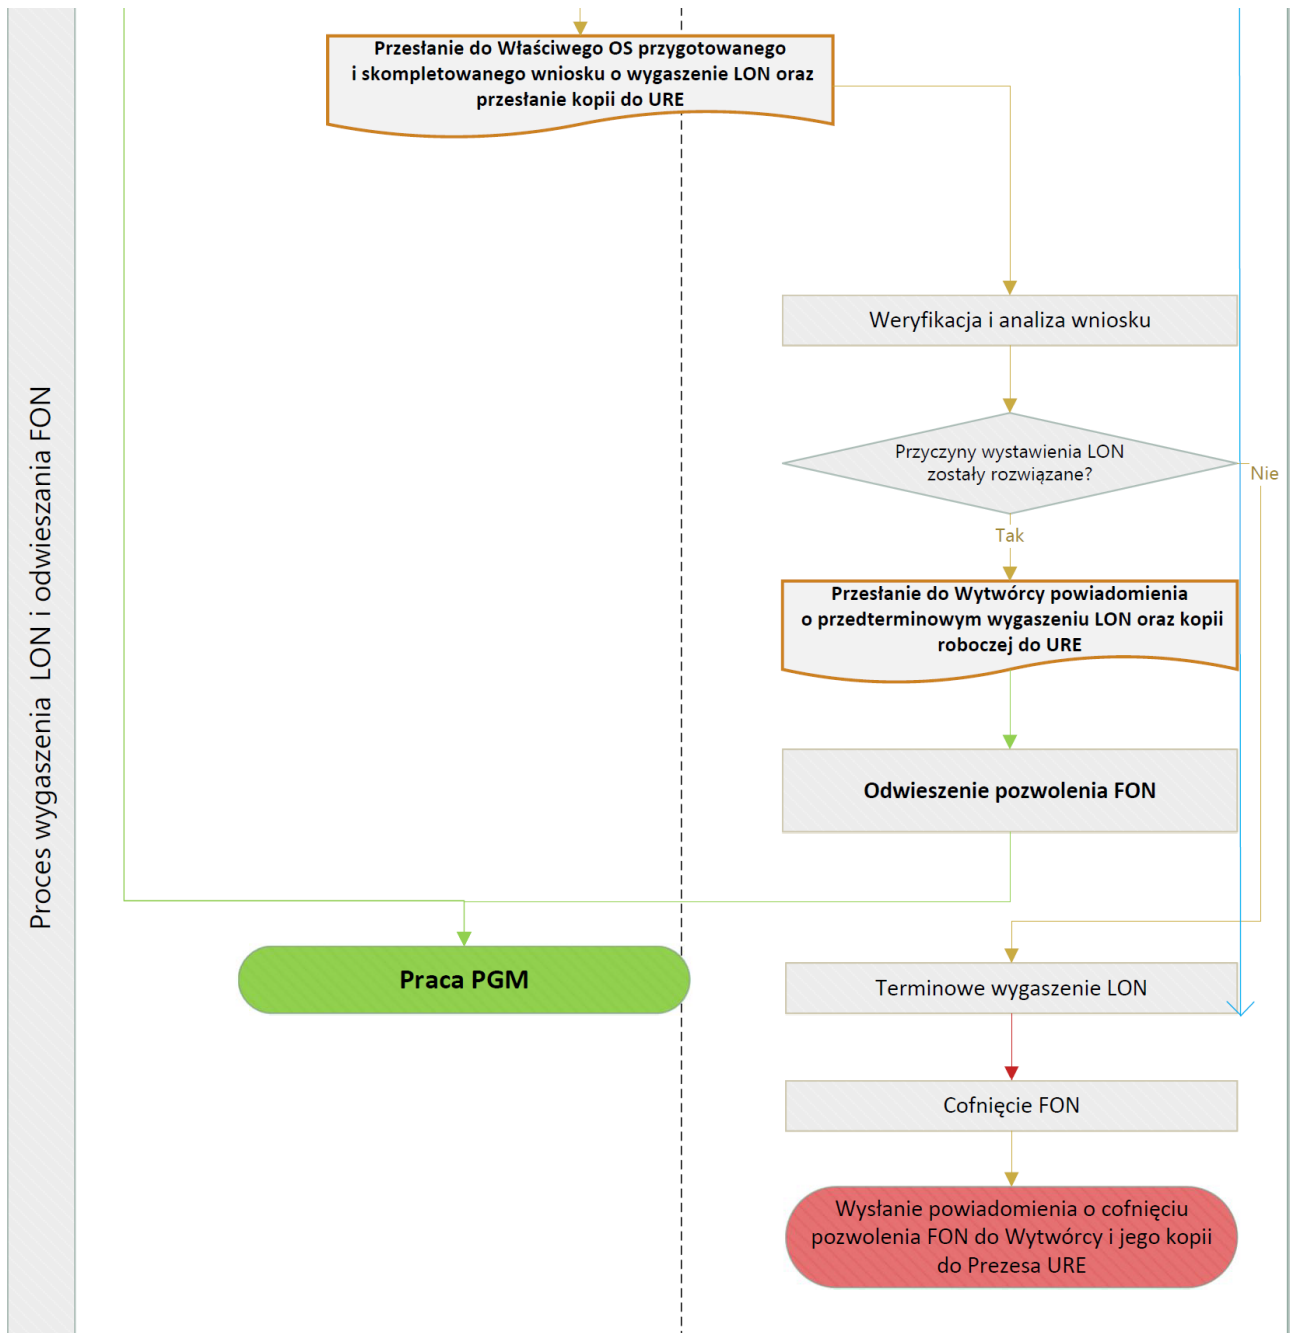 Proces wygaszenia LON i odwieszania FON
Przesłanie do Właściwego OS przygotowanego
i skompletowanego wniosku o wygaszenie LON oraz
przesłanie kopii do URE
Weryfikacja i analiza wniosku
Przyczyny wystawienia LON
zostały rozwiązane?
Nie
Tak
Przesłanie do Wytwórcy powiadomienia
o przedterminowym wygaszeniu LON oraz kopii
roboczej do URE
Odwieszenie pozwolenia FON
Praca PGM
Terminowe wygaszenie LON
Cofnięcie FON
Wysłanie powiadomienia o cofnięciu
pozwolenia FON do Wytwórcy i jego kopii
do Prezesa URE